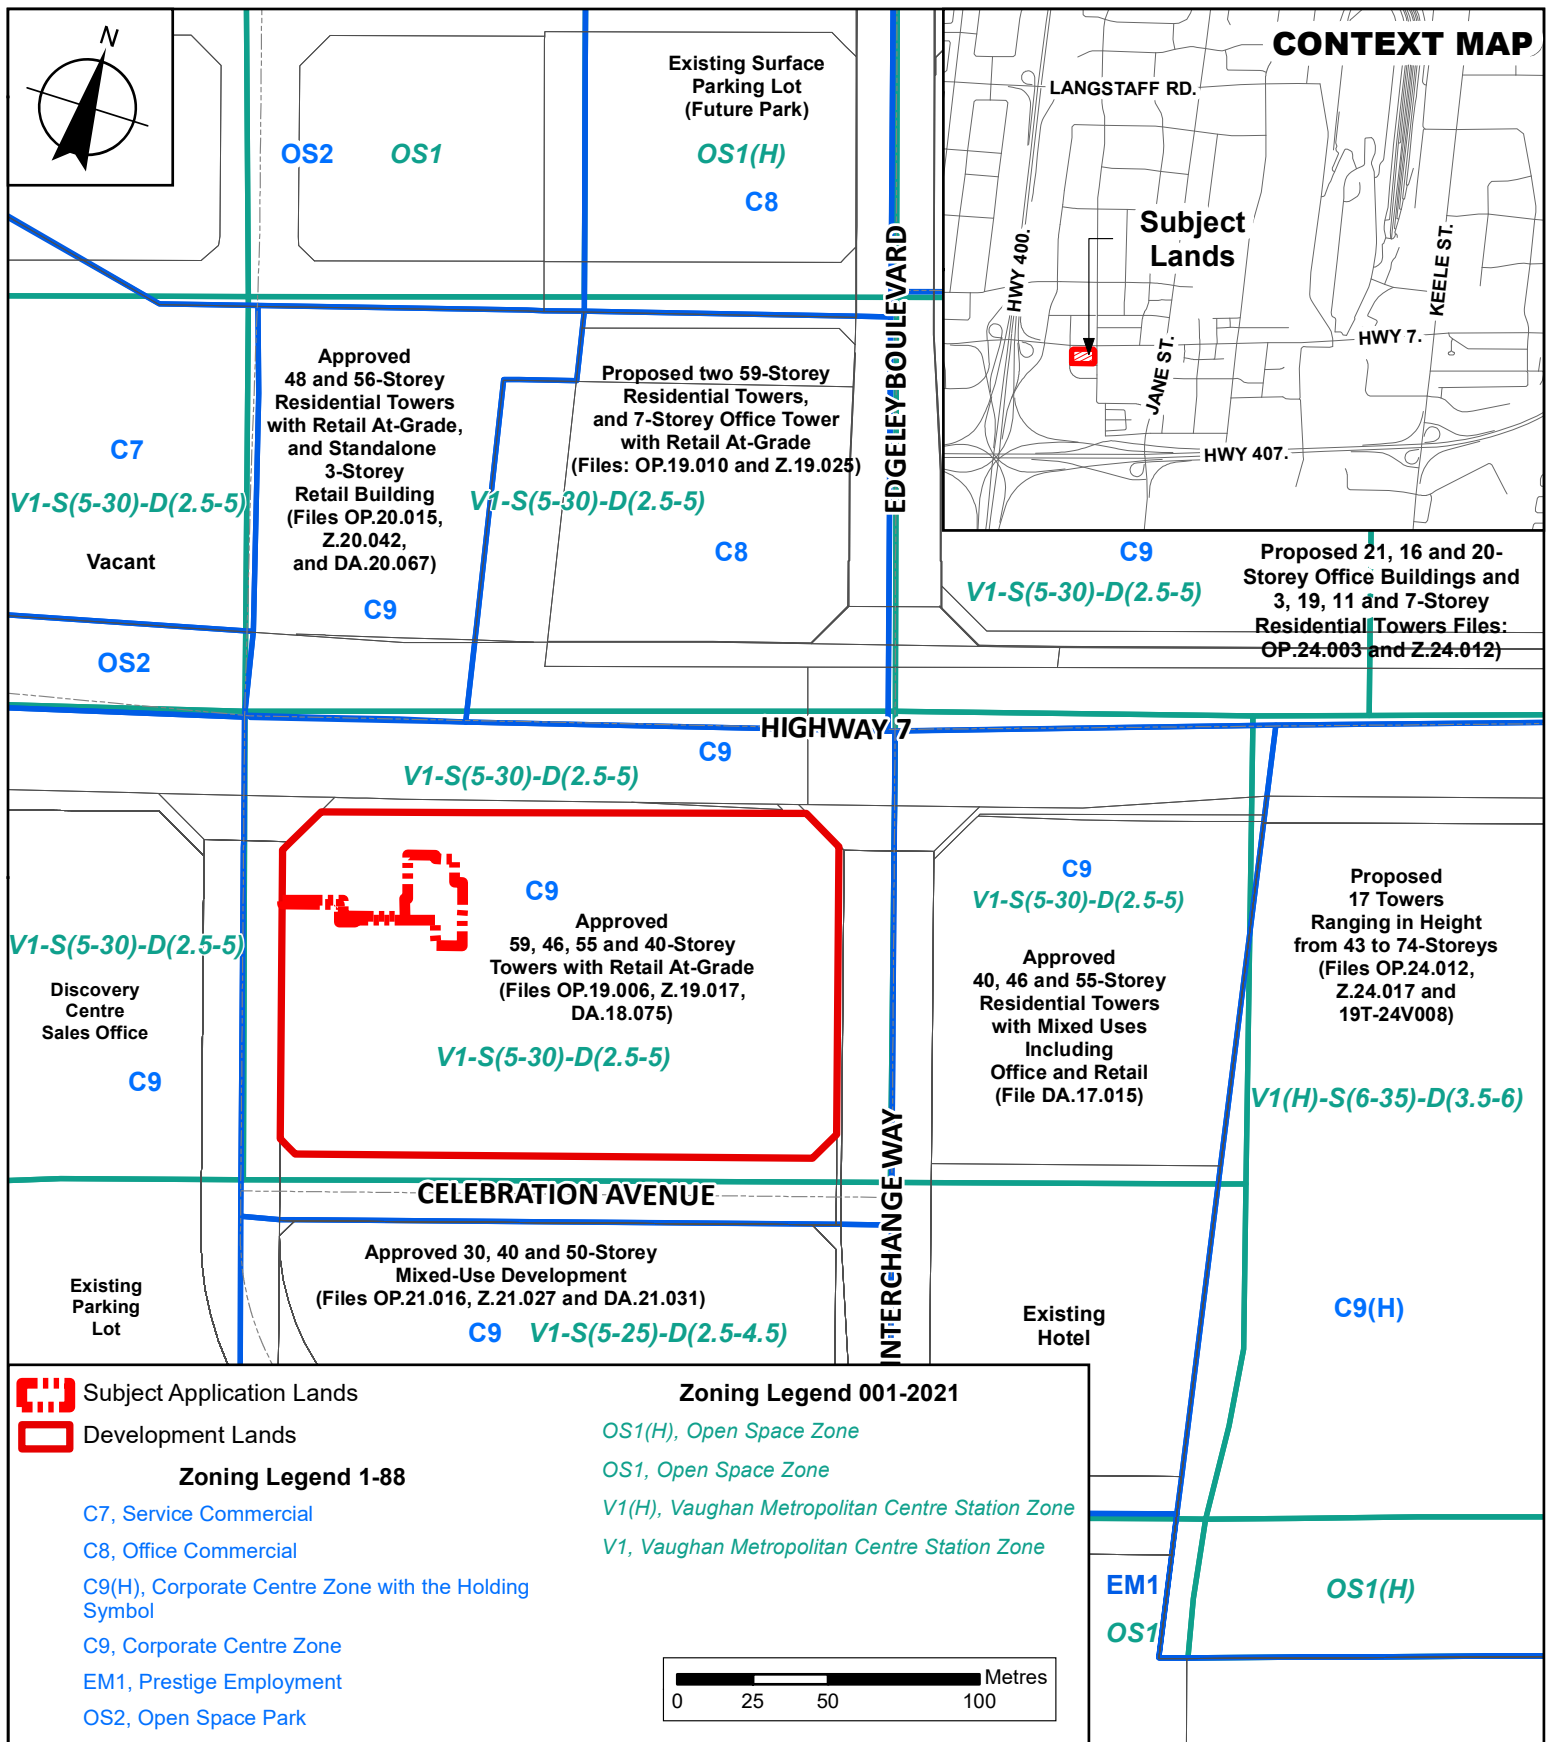 N
CONTEXT MAP
LANGSTAFF RD.
HWY 400.
Subject
Lands
KEELE ST.
HWY 7.
JANE ST.
HWY 407.
Existing Surface
Parking Lot
(Future Park)
OS2
OS1
OS1(H)
C8
EDGELEY BOULEVARD
Approved
48 and 56-Storey
Residential Towers
with Retail At-Grade,
and Standalone
3-Storey
Retail Building
(Files OP.20.015,
Z.20.042,
and DA.20.067)
C9
Proposed two 59-Storey
Residential Towers,
and 7-Storey Office Tower
with Retail At-Grade
(Files: OP.19.010 and Z.19.025)
V1-S(5-30)-D(2.5-5)
C8
C7
V1-S(5-30)-D(2.5-5)
Vacant
OS2
C9
V1-S(5-30)-D(2.5-5)
Proposed 21, 16 and 20-
Storey Office Buildings and
3, 19, 11 and 7-Storey
Residential Towers Files:
OP.24.003 and Z.24.012)
HIGHWAY 7
C9
V1-S(5-30)-D(2.5-5)
C9
Approved
59, 46, 55 and 40-Storey
Towers with Retail At-Grade
(Files OP.19.006, Z.19.017,
DA.18.075)
V1-S(5-30)-D(2.5-5)
V1-S(5-30)-D(2.5-5)
Discovery
Centre
Sales Office
C9
C9
V1-S(5-30)-D(2.5-5)
Approved
40, 46 and 55-Storey
Residential Towers
with Mixed Uses
Including
Office and Retail
(File DA.17.015)
Proposed
17 Towers
Ranging in Height
from 43 to 74-Storeys
(Files OP.24.012,
Z.24.017 and
19T-24V008)
V1(H)-S(6-35)-D(3.5-6)
INTERCHANGE WAY
CELEBRATION AVENUE
Approved 30, 40 and 50-Storey
Mixed-Use Development
(Files OP.21.016, Z.21.027 and DA.21.031)
C9 V1-S(5-25)-D(2.5-4.5)
Existing
Parking
Lot
Existing
Hotel
C9(H)
EM1
OS1
OS1(H)
Subject Application Lands
Development Lands
Zoning Legend 1-88
C7, Service Commercial
C8, Office Commercial
C9(H), Corporate Centre Zone with the Holding
Symbol
C9, Corporate Centre Zone
EM1, Prestige Employment
OS2, Open Space Park
Zoning Legend 001-2021
OS1(H), Open Space Zone
OS1, Open Space Zone
V1(H), Vaughan Metropolitan Centre Station Zone
V1, Vaughan Metropolitan Centre Station Zone
Metres
0 25 50 100